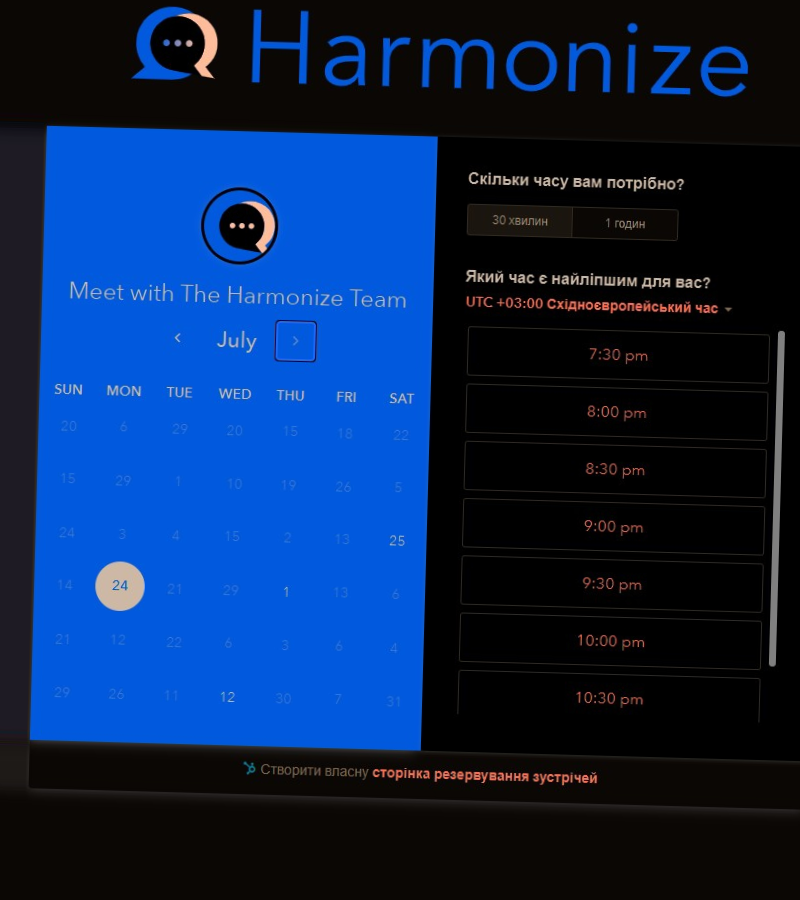 Harmonize
Meet with The Harmonize Team
July
SUN MON TUE WED THU FRI SAT
20 6 29 20 15 18 22
15 29 1 10 19 26 5
24 3 4 15 2 13 25
14 24 21 29 1 13 6
21 12 22 6 3 6 4
29 26 11 12 30 7 31
Скільки часу вам потрібно?
30 хвилин 1 годин
Який час є найліпшим для вас?
UTC +03:00 Східноєвропейський час
7:30 pm
8:00 pm
8:30 pm
9:00 pm
9:30 pm
10:00 pm
10:30 pm
Створити власну сторінка резервування зустрічей